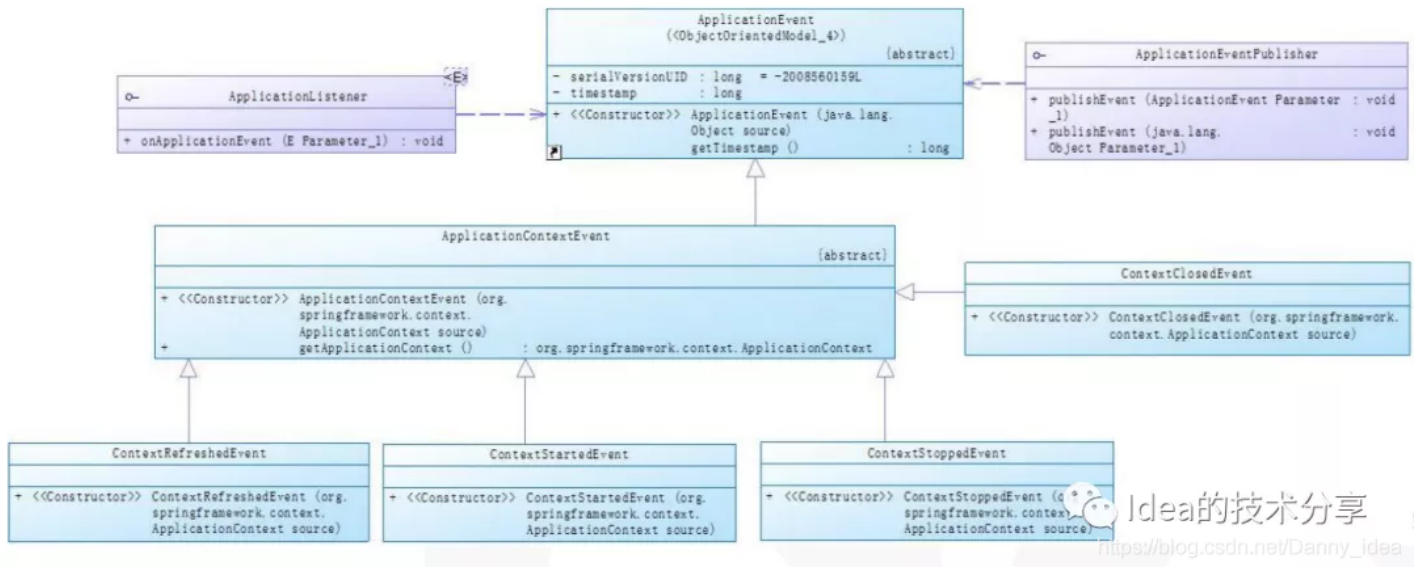 ApplicationEvent
(<ObjectOrientedModel_4>)
{abstract}
- serialVersionUID : long = -2008560159L
- timestamp : long
+ <<Constructor>> ApplicationEvent (java.lang.
Object source)
getTimestamp () : long
<E>
ApplicationListener
+ onApplicationEvent (E Parameter_1) : void
ApplicationEventPublisher
+ publishEvent (ApplicationEvent Parameter : void
_1)
+ publishEvent (java.lang. : void
Object Parameter_1)
ApplicationContextEvent
{abstract}
+ <<Constructor>> ApplicationContextEvent (org.
springframework.context.
ApplicationContext source)
+ getApplicationContext () : org.springframework.context.ApplicationContext
ContextClosedEvent
+ <<Constructor>> ContextClosedEvent (org.springframework.
context.ApplicationContext source)
ContextRefreshedEvent
+ <<Constructor>> ContextRefreshedEvent (org.
springframework.context.
ApplicationContext source)
ContextStartedEvent
+ <<Constructor>> ContextStartedEvent (org.
springframework.context.
ApplicationContext source)
ContextStoppedEvent
+ <<Constructor>> ContextStoppedEvent
ApplicationContext source)
Idea的技术分享
https://blog.csdn.net/Danny_idea